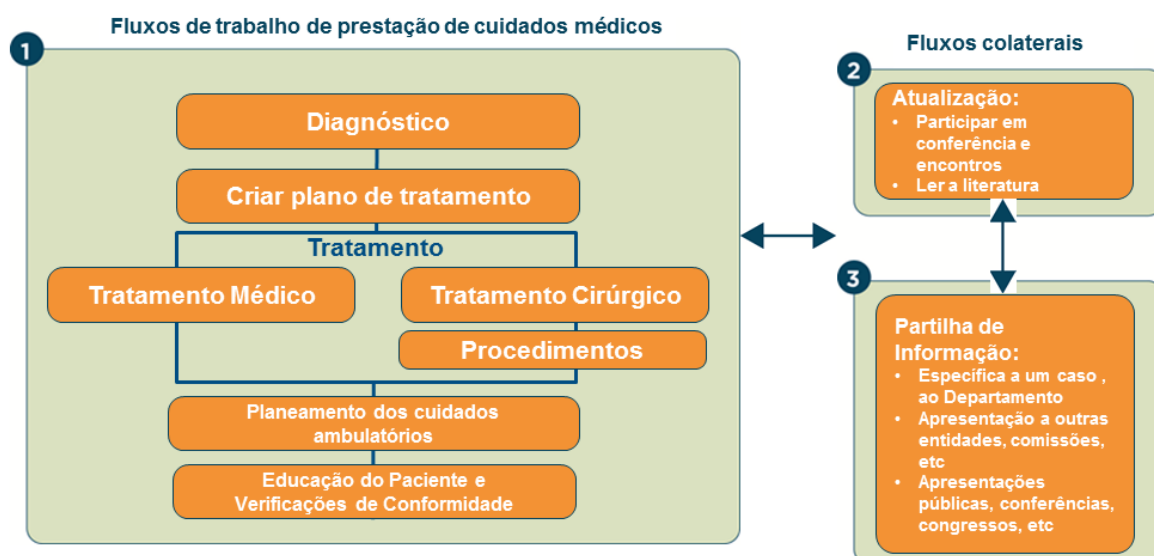 Fluxos de trabalho de prestação de cuidados médicos
1
Diagnóstico
Criar plano de tratamento
Tratamento
Tratamento Médico
Tratamento Cirúrgico
Procedimentos
Planeamento dos cuidados
ambulatórios
Educação do Paciente e
Verificações de Conformidade
Fluxos colaterais
2
Atualização:
• Participar em
conferência e
encontros
• Ler a literatura
3
Partilha de
Informação:
• Específica a um caso ,
ao Departamento
• Apresentação a outras
entidades, comissões,
etc
• Apresentações
públicas, conferências,
congressos, etc